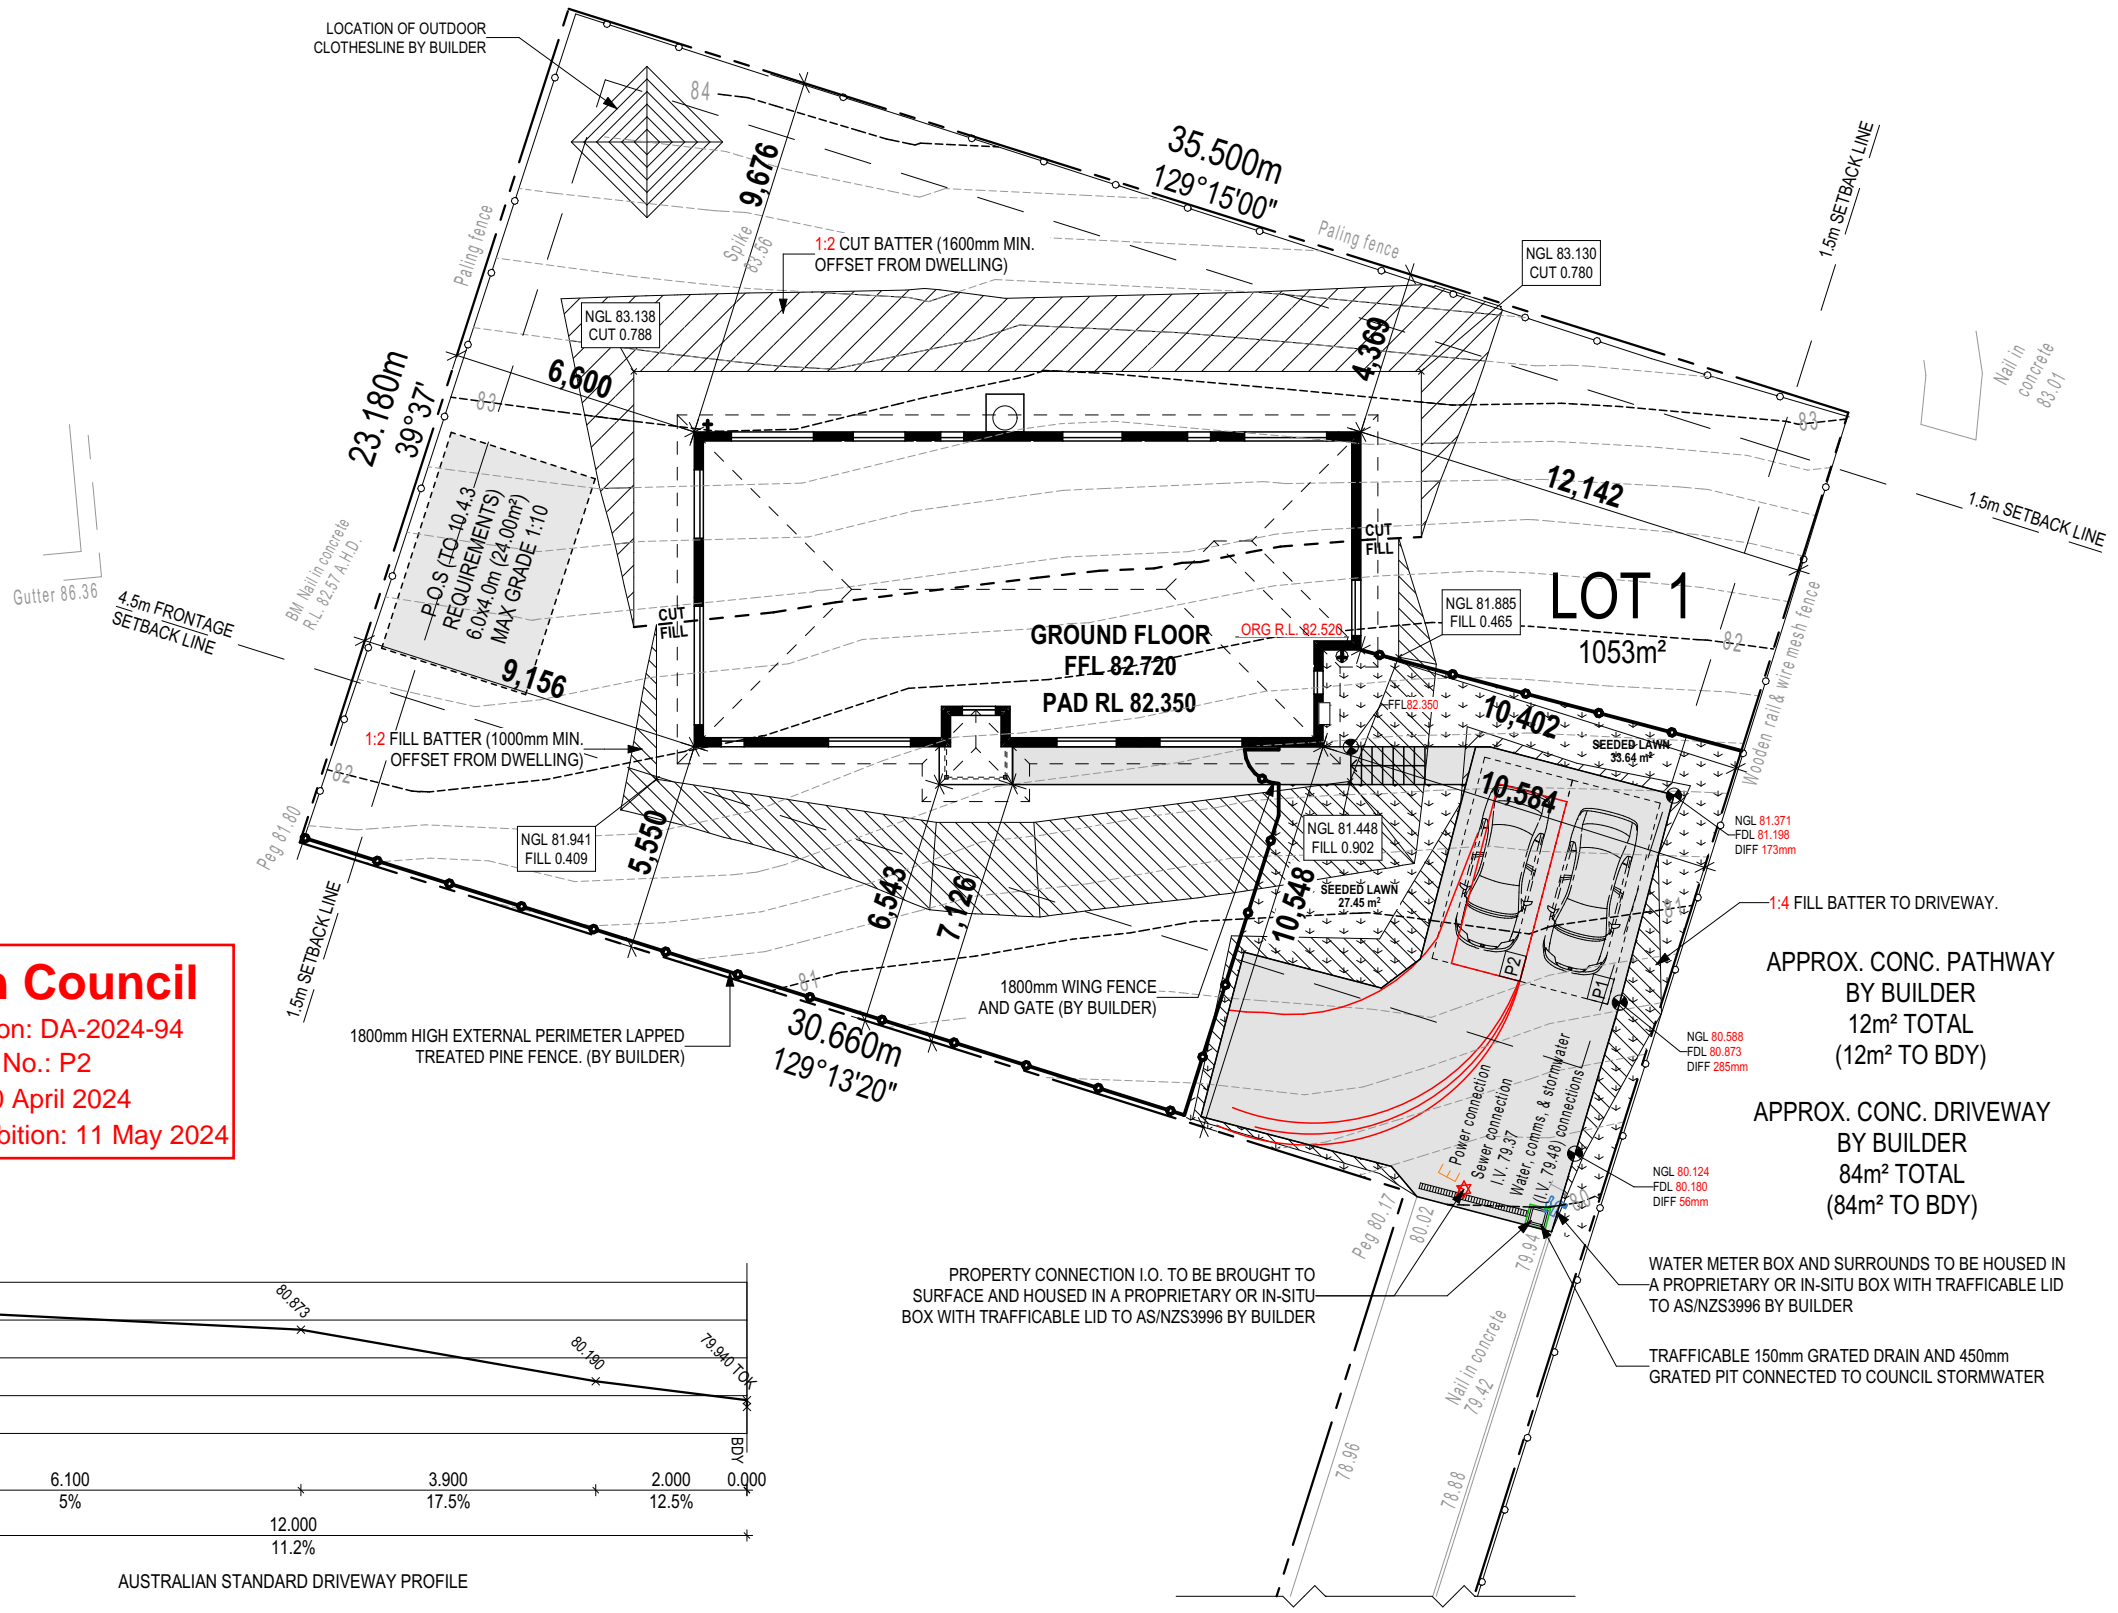 LOCATION OF OUTDOOR
CLOTHESLINE BY BUILDER
84
9,676
35.500m
129°15'00"
1.5m SETBACK LINE
Paling fence
Spike
83.56
1:2 CUT BATTER (1600mm MIN.
OFFSET FROM DWELLING)
Paling fence
NGL 83.130
CUT 0.780
NGL 83.138
CUT 0.788
4,369
Nail in
concrete
83.01
23.180m
39°37'
6,600
83
83
12,142
1.5m SETBACK LINE
P.O.S (TO 10.4.3
REQUIREMENTS)
6.0x4.0m (24.00m²)
MAX GRADE 1:10
BM Nail in concrete
R.L. 82.57 A.H.D.
Gutter 86.36
4.5m FRONTAGE
SETBACK LINE
CUT
FILL
CUT
FILL
LOT 1
1053m²
NGL 81.885
FILL 0.465
GROUND FLOOR
FFL 82.720
PAD RL 82.350
ORG R.L. 82.520
82
Wooden rail & wire mesh fence
9,156
FFL82.350
10,402
SEEDED LAWN
33.64 m²
1:2 FILL BATTER (1000mm MIN.
OFFSET FROM DWELLING)
82
10,584
Peg 81.80
NGL 81.941
FILL 0.409
5,550
NGL 81.448
FILL 0.902
NGL 81.371
FDL 81.198
DIFF 173mm
6,543
7,126
10,548
SEEDED LAWN
27.45 m²
81
1:4 FILL BATTER TO DRIVEWAY.
1.5m SETBACK LINE
81
P2
P1
1800mm WING FENCE
AND GATE (BY BUILDER)
APPROX. CONC. PATHWAY
BY BUILDER
12m² TOTAL
(12m² TO BDY)
n Council
on: DA-2024-94
No.: P2
0 April 2024
bition: 11 May 2024
1800mm HIGH EXTERNAL PERIMETER LAPPED
TREATED PINE FENCE. (BY BUILDER)
30.660m
129°13'20"
NGL 80.588
FDL 80.873
DIFF 285mm
E
Power connection
Sewer connection
I.V. 79.37
Water, comms, & stormwater
(I.V. 79.48) connections
APPROX. CONC. DRIVEWAY
BY BUILDER
84m² TOTAL
(84m² TO BDY)
NGL 80.124
FDL 80.180
DIFF 56mm
80
Peg 80.17
80.02
79.94
PROPERTY CONNECTION I.O. TO BE BROUGHT TO
SURFACE AND HOUSED IN A PROPRIETARY OR IN-SITU
BOX WITH TRAFFICABLE LID TO AS/NZS3996 BY BUILDER
WATER METER BOX AND SURROUNDS TO BE HOUSED IN
A PROPRIETARY OR IN-SITU BOX WITH TRAFFICABLE LID
TO AS/NZS3996 BY BUILDER
TRAFFICABLE 150mm GRATED DRAIN AND 450mm
GRATED PIT CONNECTED TO COUNCIL STORMWATER
Nail in concrete
79.42
78.96
78.88
80.873
80.190
79.940 TOK
BDY
6.100
3.900
2.000
0.000
5%
17.5%
12.5%
12.000
11.2%
AUSTRALIAN STANDARD DRIVEWAY PROFILE